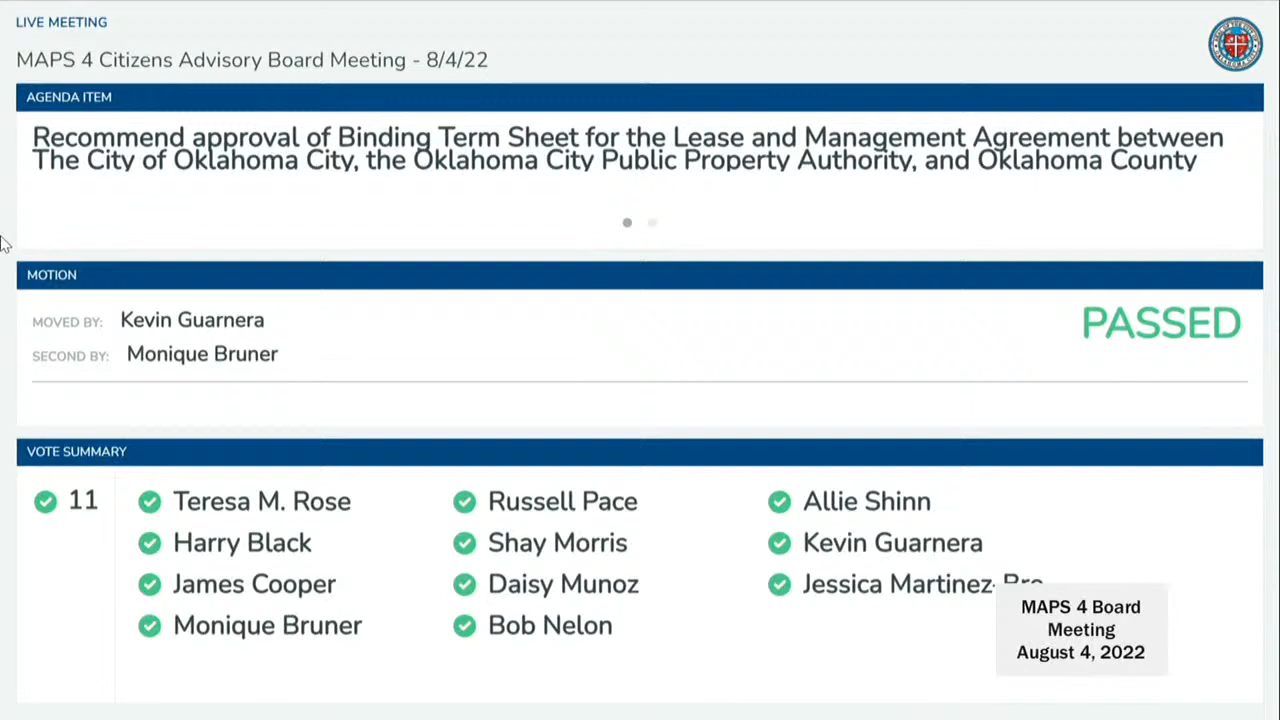 LIVE MEETING
MAPS 4 Citizens Advisory Board Meeting - 8/4/22
AGENDA ITEM
Recommend approval of Binding Term Sheet for the Lease and Management Agreement between
The City of Oklahoma City, the Oklahoma City Public Property Authority, and Oklahoma County
MOTION
MOVED BY: Kevin Guarnera
PASSED
SECOND BY: Monique Bruner
VOTE SUMMARY
11
Teresa M. Rose
Harry Black
James Cooper
Monique Bruner
Russell Pace
Shay Morris
Daisy Munoz
Bob Nelon
Allie Shinn
Kevin Guarnera
Jessica Martinez-
MAPS 4 Board
Meeting
August 4, 2022